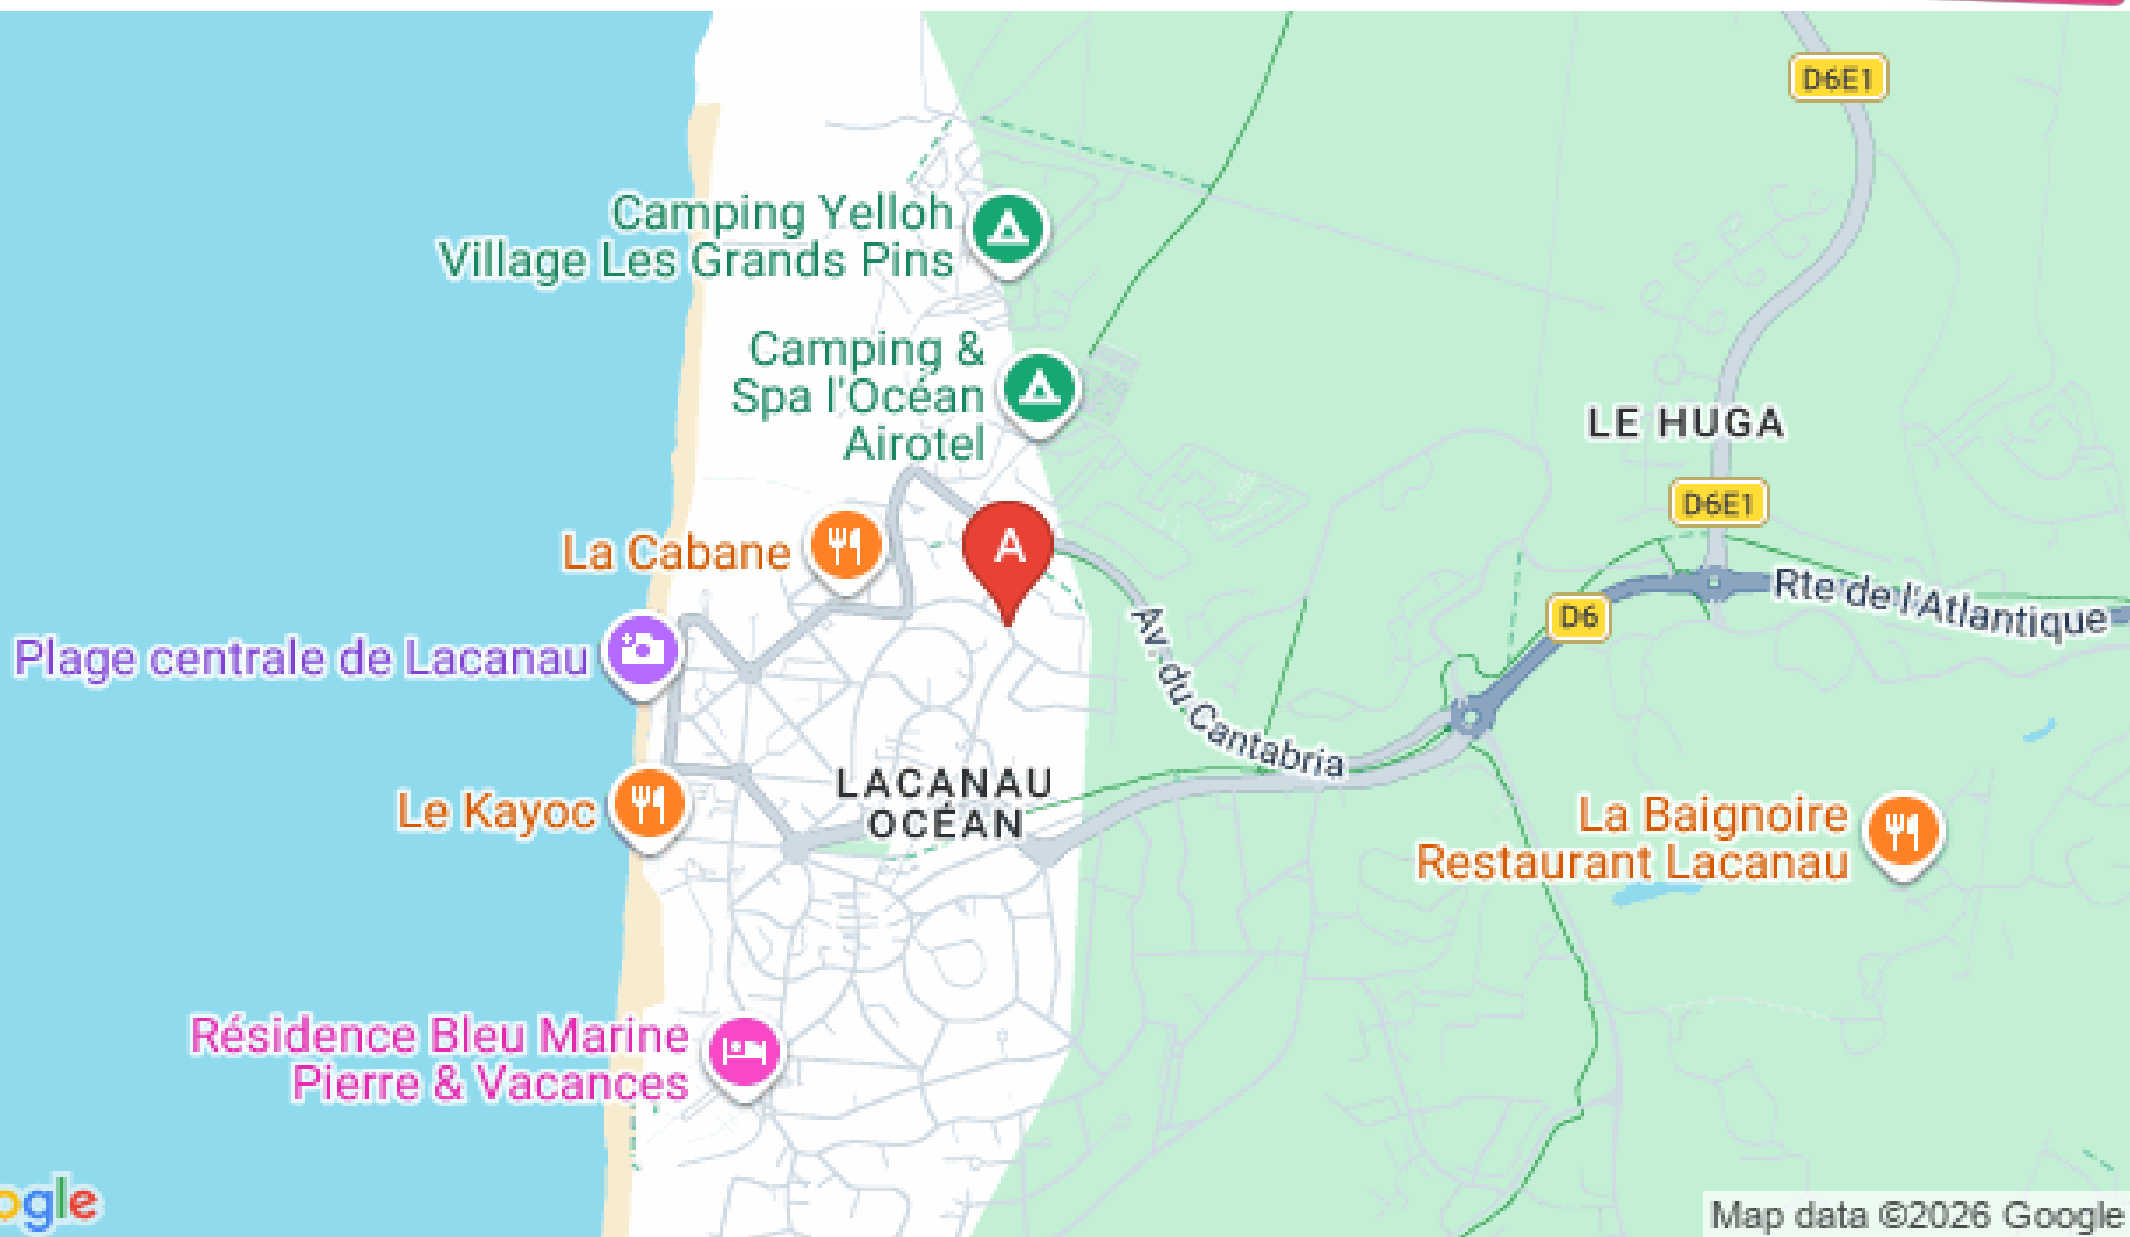 D6E1
Camping Yelloh
Village Les Grands Pins
Camping &
Spa l'Océan
Airotel
LE HUGA
D6E1
A
La Cabane
Rte de l'Atlantique
D6
Plage centrale de Lacanau
Av. du Cantabria
LACANAU
OCÉAN
Le Kayoc
La Baignoire
Restaurant Lacanau
Résidence Bleu Marine
Pierre & Vacances
ogle
Map data ©2026 Google